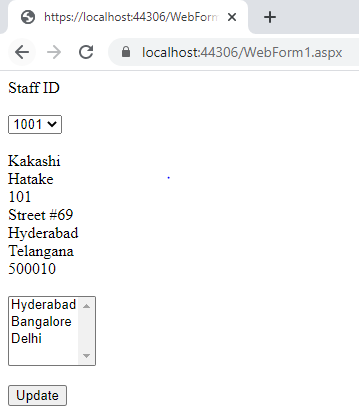 https://localhost:44306/WebForm1
localhost:44306/WebForm1.aspx
Staff ID
1001
Kakashi
Hatake
101
Street #69
Hyderabad
Telangana
500010
Hyderabad
Bangalore
Delhi
Update